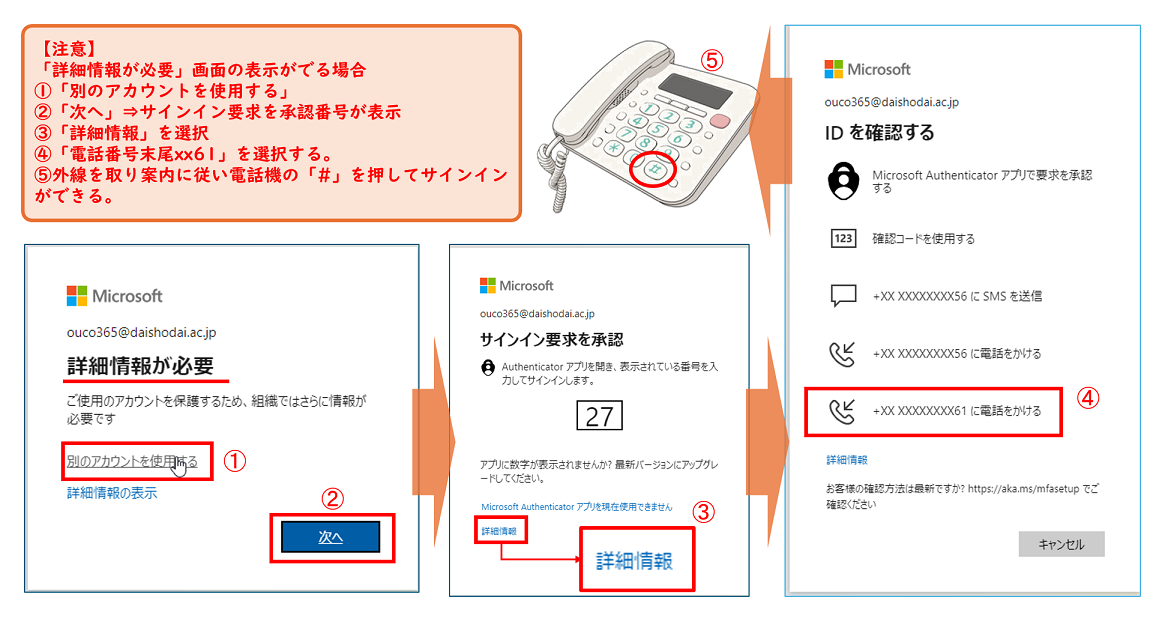 【注意】
「詳細情報が必要」画面の表示がでる場合
①「別のアカウントを使用する」
②「次へ」⇒サインイン要求を承認番号が表示
③「詳細情報」を選択
④「電話番号末尾xx61」を選択する。
⑤外線を取り案内に従い電話機の「#」を押してサインイン
ができる。
Microsoft
ouco365@daishodai.ac.jp
詳細情報が必要
ご使用のアカウントを保護するため、組織ではさらに情報が
必要です
別のアカウントを使用する
①
詳細情報の表示
②
次へ
Microsoft
ouco365@daishodai.ac.jp
サインイン要求を承認
Authenticator アプリを開き、表示されている番号を入
力してサインインします。
27
アプリに数字が表示されませんか? 最新バージョンにアップグレ
ードしてください。
Microsoft Authenticator アプリを現在使用できません
③
詳細情報
詳細情報
⑤
1 2 3
4 5 6
7 8 9
* #
Microsoft
ouco365@daishodai.ac.jp
ID を確認する
Microsoft Authenticator アプリで要求を承認
する
123
確認コードを使用する
+XX XXXXXXXX56 に SMS を送信
+XX XXXXXXXX56 に電話をかける
+XX XXXXXXXX61 に電話をかける
④
詳細情報
お客様の確認方法は最新ですか? https://aka.ms/mfasetup でご
確認ください
キャンセル